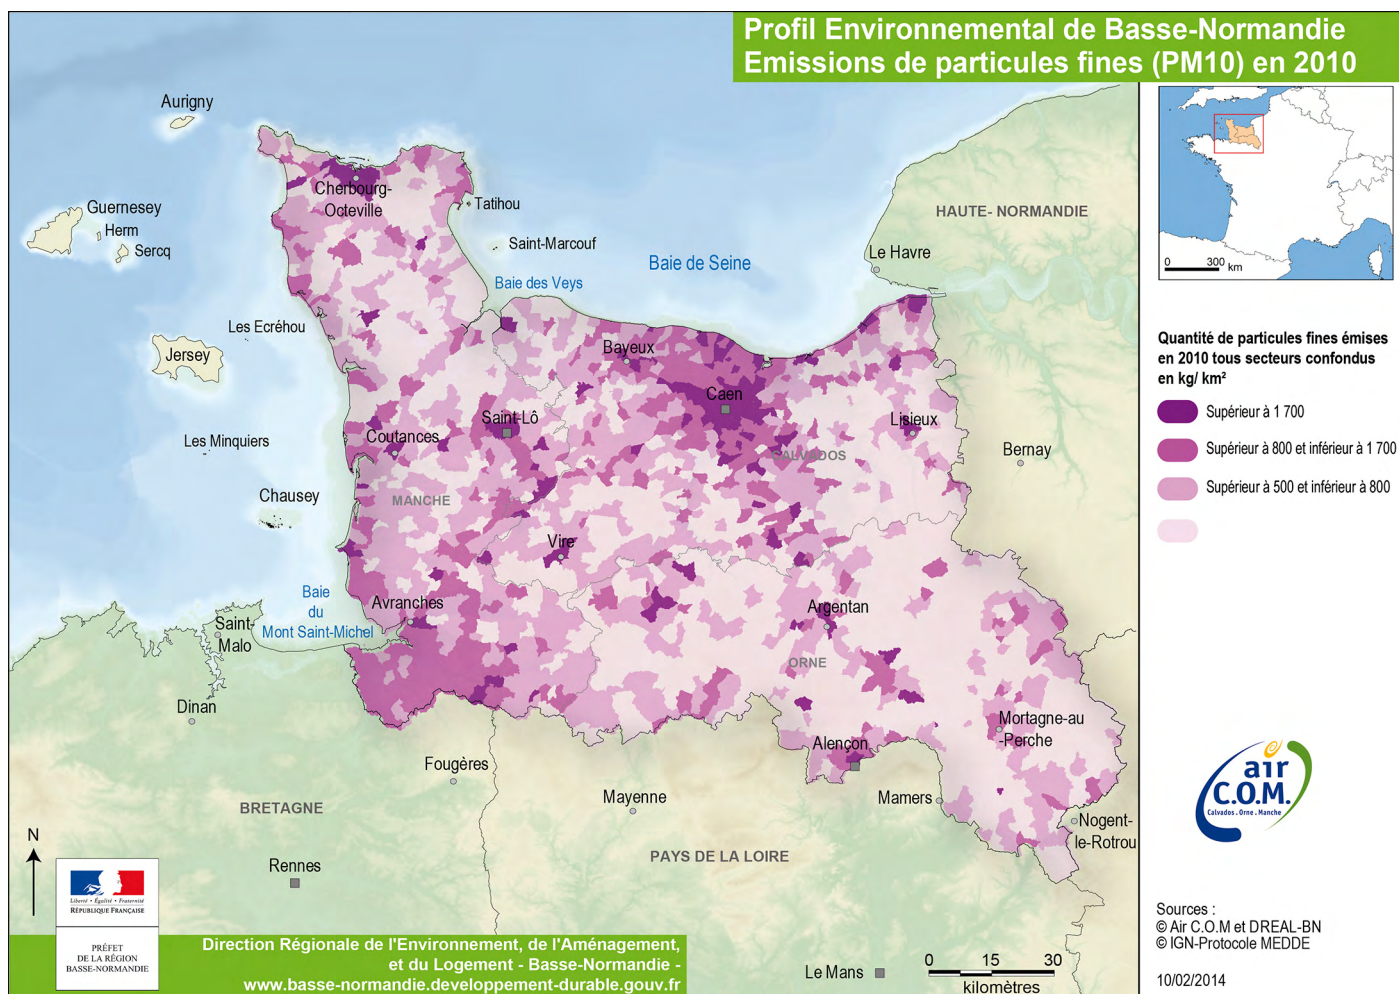 Profil Environnemental de Basse-Normandie
Emissions de particules fines (PM10) en 2010
Aurigny
Cherbourg-
Octeville
Tatihou
Guernesey
Herm
Sercq
Saint-Marcouf
Baie de Seine
HAUTE- NORMANDIE
Le Havre
Baie des Veys
Les Ecréhou
Jersey
Bayeux
Caen
Saint-Lô
Lisieux
Coutances
Les Minquiers
CALVADOS
Bernay
Chausey
MANCHE
Vire
Baie
du
Mont Saint-Michel
Avranches
Argentan
Saint-
Malo
ORNE
Dinan
Mortagne-au
-Perche
Alençon
Fougères
Mayenne
Mamers
BRETAGNE
Nogent-
le-Rotrou
PAYS DE LA LOIRE
Rennes
Le Mans
N
0 15 30
kilomètres
0 300 km
Quantité de particules fines émises
en 2010 tous secteurs confondus
en kg/ km²
Supérieur à 1 700
Supérieur à 800 et inférieur à 1 700
Supérieur à 500 et inférieur à 800
air
C.O.M.
Calvados . Orne . Manche
Sources :
© Air C.O.M et DREAL-BN
© IGN-Protocole MEDDE
10/02/2014
Liberté • Égalité • Fraternité
RÉPUBLIQUE FRANÇAISE
PRÉFET
DE LA RÉGION
BASSE-NORMANDIE
Direction Régionale de l'Environnement, de l'Aménagement,
et du Logement - Basse-Normandie -
www.basse-normandie.developpement-durable.gouv.fr